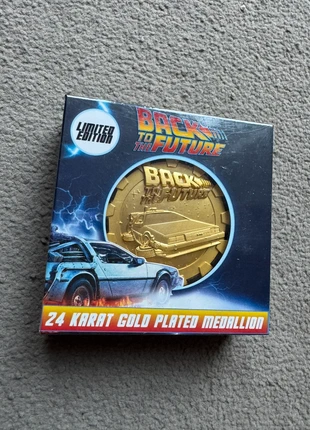 LIMITED
EDITION
BACK
TO THE
FUTURE
BACK
TO THE
FUTURE
24 KARAT GOLD PLATED MEDALLION